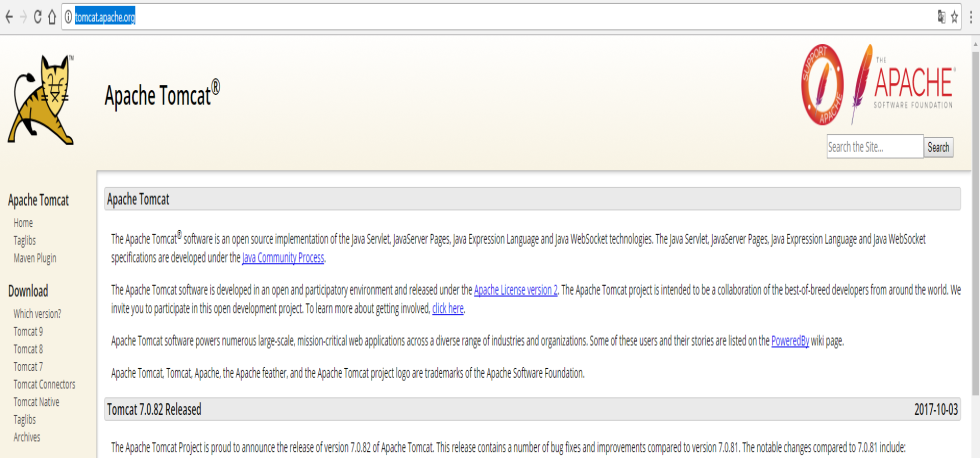 tomcat.apache.org
Apache Tomcat®
SUPPORT APACHE
THE
APACHE®
SOFTWARE FOUNDATION
Search the Site...
Search
Apache Tomcat
Home
Taglibs
Maven Plugin
Download
Which version?
Tomcat 9
Tomcat 8
Tomcat 7
Tomcat Connectors
Tomcat Native
Taglibs
Archives
Apache Tomcat
The Apache Tomcat® software is an open source implementation of the Java Servlet, JavaServer Pages, Java Expression Language and Java WebSocket technologies. The Java Servlet, JavaServer Pages, Java Expression Language and Java WebSocket
specifications are developed under the Java Community Process.
The Apache Tomcat software is developed in an open and participatory environment and released under the Apache License version 2. The Apache Tomcat project is intended to be a collaboration of the best-of-breed developers from around the world. We
invite you to participate in this open development project. To learn more about getting involved, click here.
Apache Tomcat software powers numerous large-scale, mission-critical web applications across a diverse range of industries and organizations. Some of these users and their stories are listed on the PoweredBy wiki page.
Apache Tomcat, Tomcat, Apache, the Apache feather, and the Apache Tomcat project logo are trademarks of the Apache Software Foundation.
Tomcat 7.0.82 Released 2017-10-03
The Apache Tomcat Project is proud to announce the release of version 7.0.82 of Apache Tomcat. This release contains a number of bug fixes and improvements compared to version 7.0.81. The notable changes compared to 7.0.81 include: